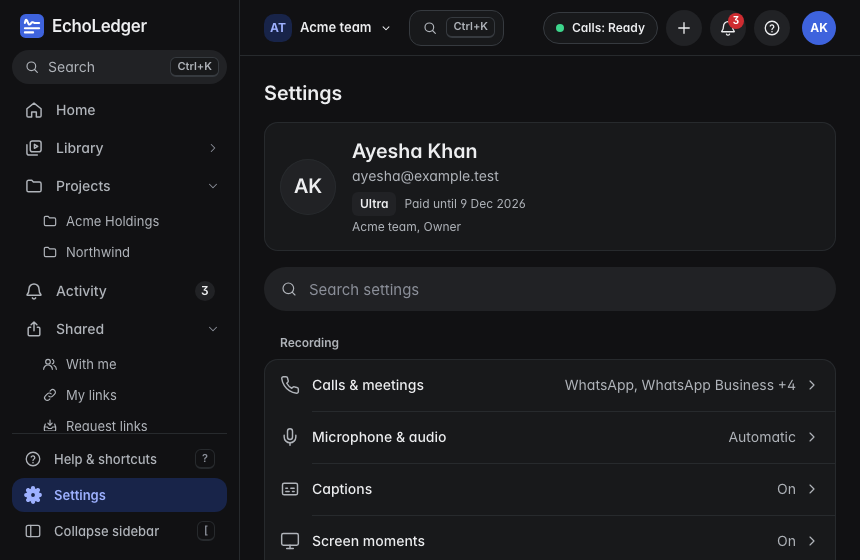 EchoLedger
Search Ctrl+K
Home
Library
Projects
Acme Holdings
Northwind
Activity 3
Shared
With me
My links
Request links
Help & shortcuts ?
Settings
Collapse sidebar [
AT Acme team Ctrl+K Calls: Ready 3 AK
Settings
AK
Ayesha Khan
ayesha@example.test
Ultra Paid until 9 Dec 2026
Acme team, Owner
Search settings
Recording
Calls & meetings WhatsApp, WhatsApp Business +4
Microphone & audio Automatic
Captions On
Screen moments On